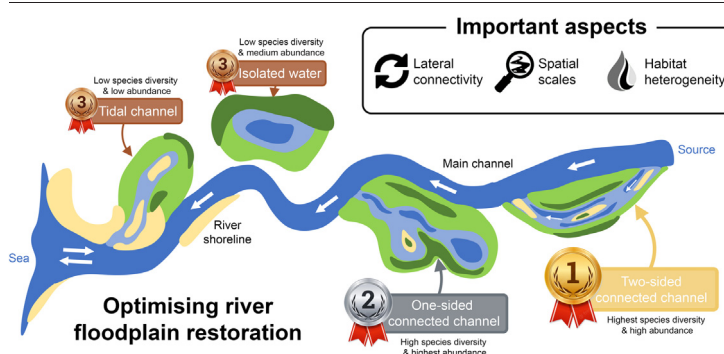 Important aspects
Lateral
connectivity
Spatial
scales
Habitat
heterogeneity
Low species diversity
& medium abundance
3
Isolated water
Low species diversity
& low abundance
3
Tidal channel
Main channel
Source
River
shoreline
Sea
Optimising river
floodplain restoration
2
One-sided
connected channel
High species diversity
& highest abundance
1
Two-sided
connected channel
Highest species diversity
& high abundance